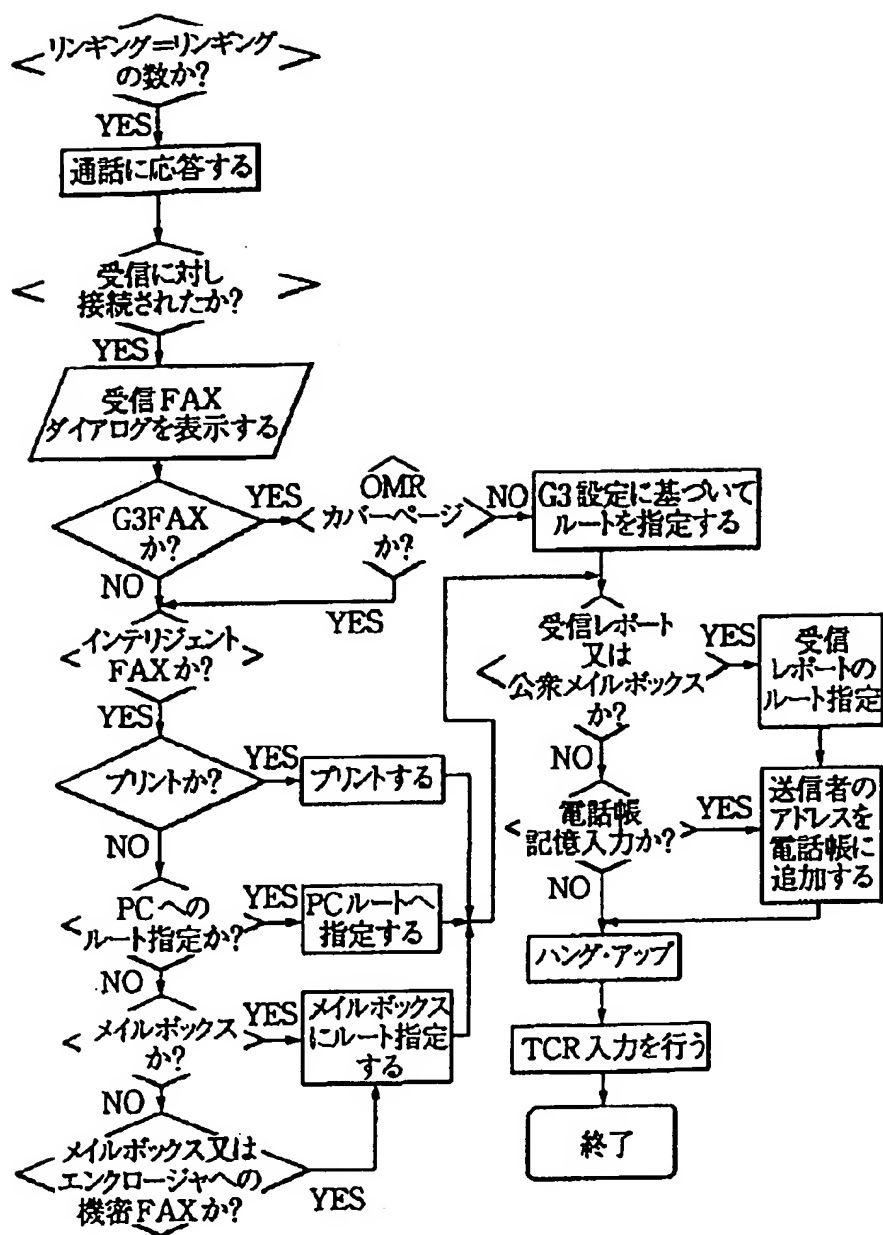 リンギング=リンギング
の数か?
YES
通話に応答する
受信に対し
接続されたか?
YES
受信FAX
ダイアログを表示する
G3FAX
か?
YES
NO
OMR
カバーページ
か?
NO
YES
G3設定に基づいて
ルートを指定する
インテリジェント
FAXか?
YES
プリントか?
YES
プリントする
NO
PCへの
ルート指定か?
YES
PCルートへ
指定する
NO
メイルボックス
か?
YES
メイルボックス
にルート指定
する
NO
メイルボックス又は
エンクロージャへの
機密FAXか?
YES
受信レポート
又は
公衆メイルボックス
か?
YES
受信
レポートの
ルート指定
NO
電話帳
記憶入力か?
YES
送信者の
アドレスを
電話帳に
追加する
NO
ハング・アップ
TCR入力を行う
終了